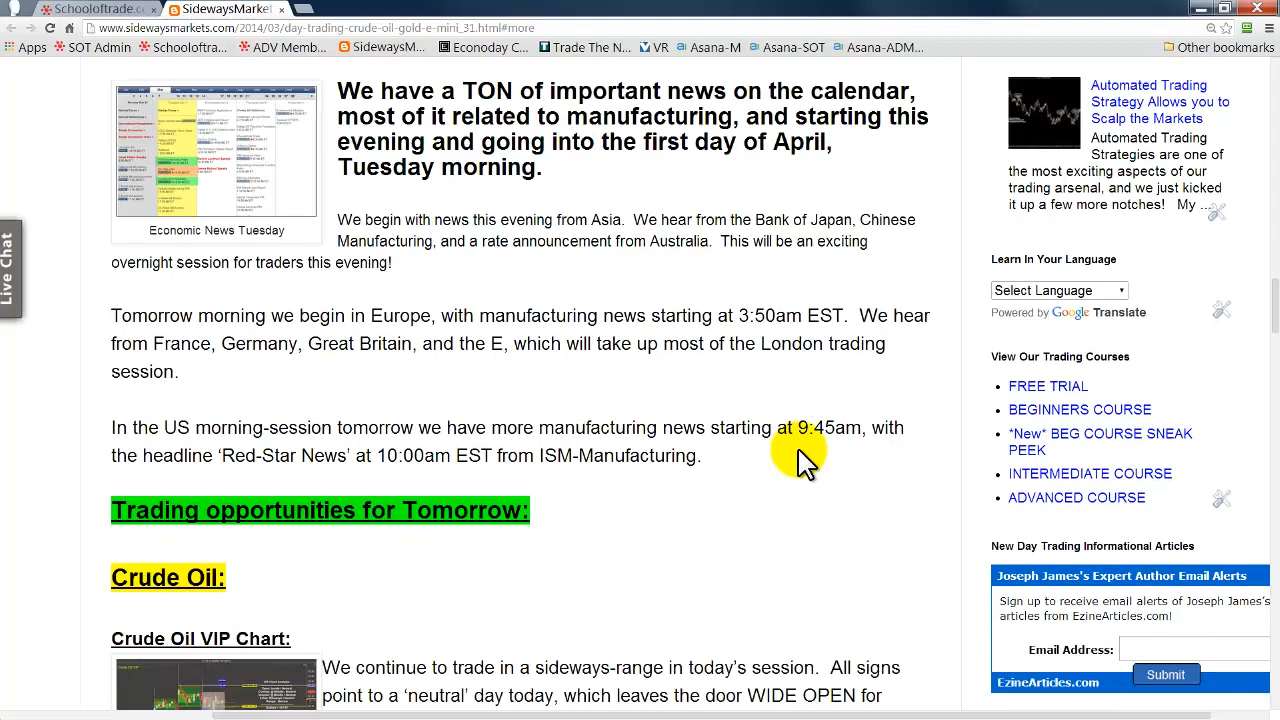 Schooloftrade.c
SidewaysMarkets.com
www.sidewaysmarkets.com/2014/03/day-trading-crude-oil-gold-e-mini_31.html#more
Apps SOT Admin Schooloftra... ADV Memb... SidewaysM... Econoday C... Trade The N... VR Asana-M Asana-SOT Asana-ADM... Other bookmarks
Live Chat
Economic News Tuesday
We have a TON of important news on the calendar,
most of it related to manufacturing, and starting this
evening and going into the first day of April,
Tuesday morning.
We begin with news this evening from Asia. We hear from the Bank of Japan, Chinese
Manufacturing, and a rate announcement from Australia. This will be an exciting
overnight session for traders this evening!
Tomorrow morning we begin in Europe, with manufacturing news starting at 3:50am EST. We hear
from France, Germany, Great Britain, and the E, which will take up most of the London trading
session.
In the US morning-session tomorrow we have more manufacturing news starting at 9:45am, with
the headline ‘Red-Star News’ at 10:00am EST from ISM-Manufacturing.
Trading opportunities for Tomorrow:
Crude Oil:
Crude Oil VIP Chart:
We continue to trade in a sideways-range in today's session. All signs
point to a 'neutral' day today, which leaves the WIDE OPEN for
Automated Trading
Strategy Allows you to
Scalp the Markets
Automated Trading
Strategies are one of
the most exciting aspects of our
trading arsenal, and we just kicked
it up a few more notches! My ...
Learn In Your Language
Select Language
Powered by Google Translate
View Our Trading Courses
FREE TRIAL
BEGINNERS COURSE
*New* BEG COURSE SNEAK
PEEK
INTERMEDIATE COURSE
ADVANCED COURSE
New Day Trading Informational Articles
Joseph James's Expert Author Email Alerts
Sign up to receive email alerts of Joseph James's
articles from EzineArticles.com!
Email Address:
EzineArticles.com
Submit